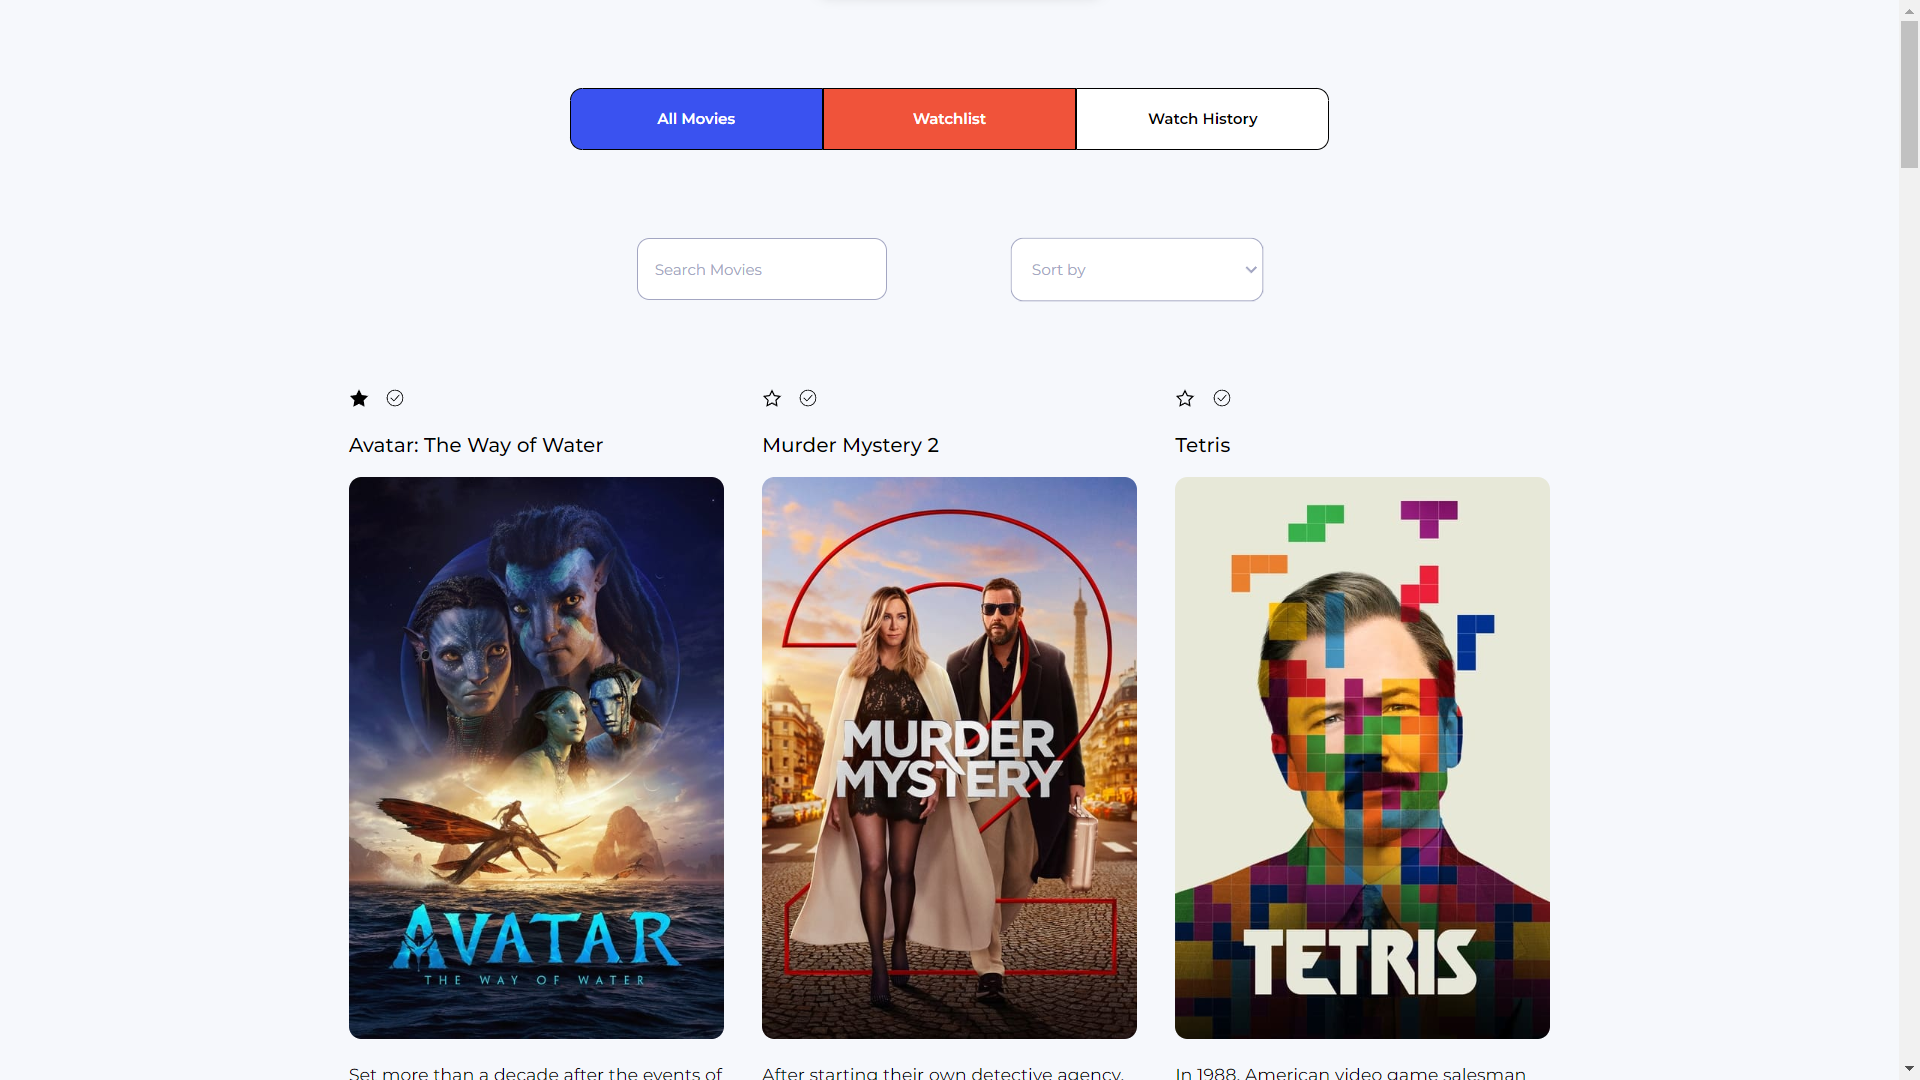 All Movies
Watchlist
Watch History
Search Movies
Sort by
Avatar: The Way of Water
Murder Mystery 2
Tetris
AVATAR
THE WAY OF WATER
2
MURDER
MYSTERY
TETRIS
Set more than a decade after the events of
After starting their own detective agency,
In 1988, American video game salesman